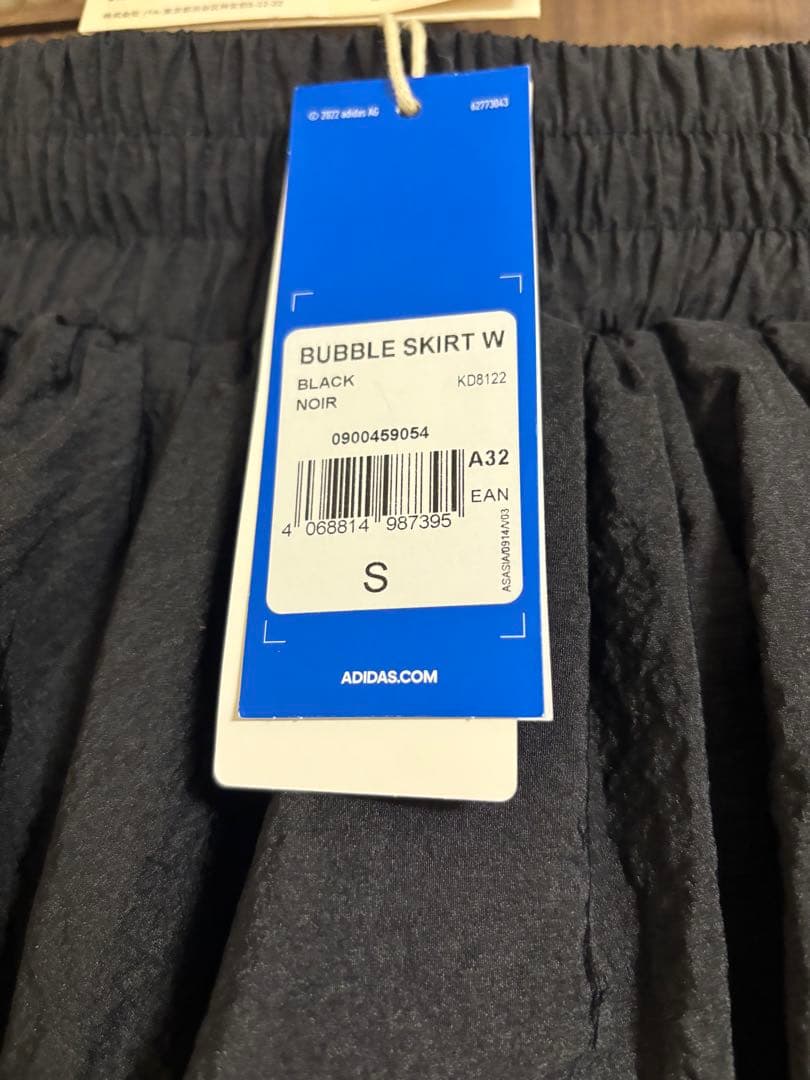 © 2022 adidas AG
62773043
BUBBLE SKIRT W
BLACK
KD8122
NOIR
0900459054
A32
EAN
4 068814 987395
ASASIA/0914/V03
S
ADIDAS.COM